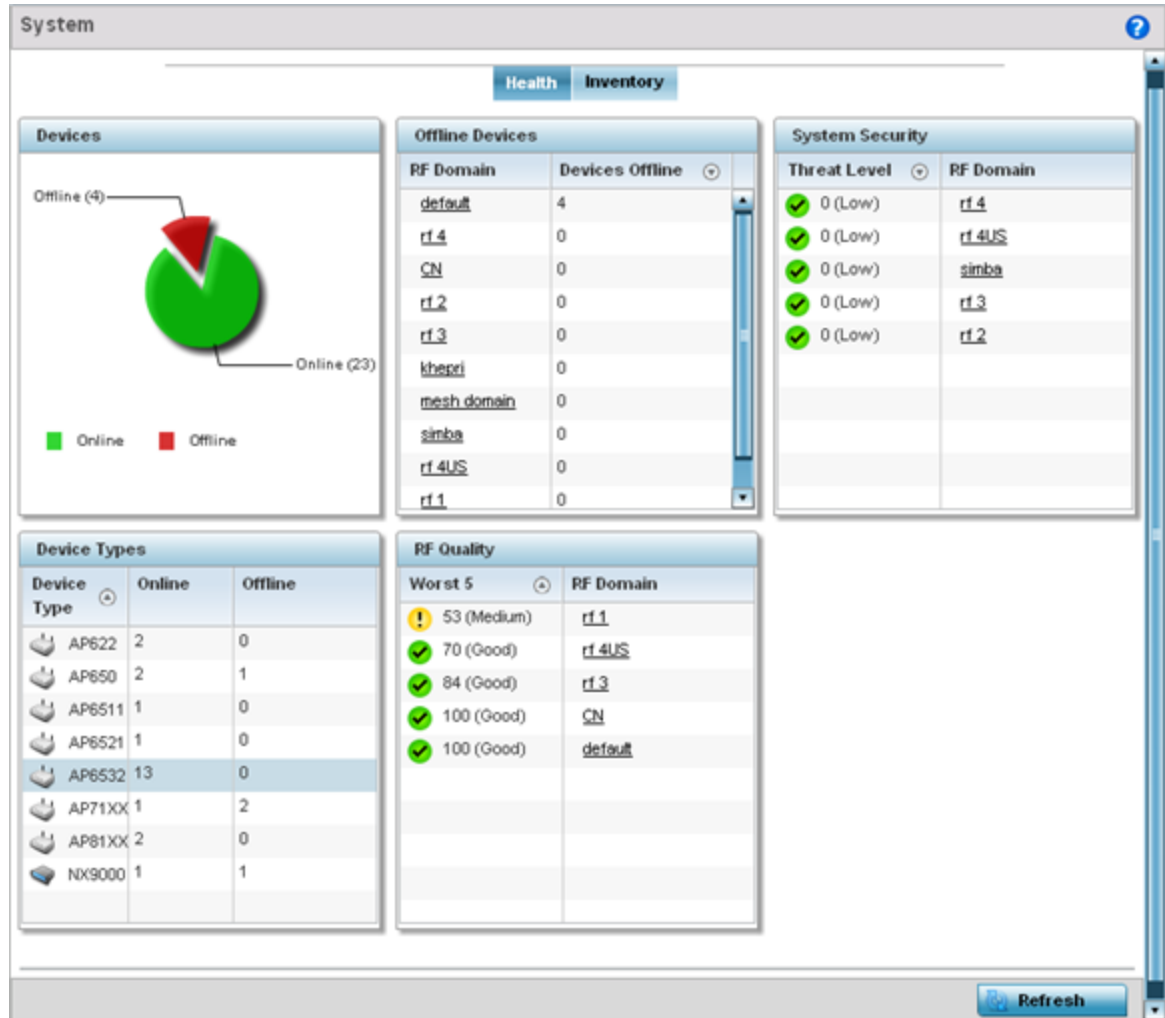 System
Health Inventory
Devices
Offline (4)
Online (23)
Online Offline
Offline Devices
RF Domain Devices Offline
default 4
rf 4 0
CN 0
rf 2 0
rf 3 0
khepri 0
mesh domain 0
simba 0
rf 4US 0
rf 1 0
System Security
Threat Level RF Domain
0 (Low) rf 4
0 (Low) rf 4US
0 (Low) simba
0 (Low) rf 3
0 (Low) rf 2
Device Types
Device Type Online Offline
AP622 2 0
AP650 2 1
AP6511 1 0
AP6521 1 0
AP6532 13 0
AP71XX 1 2
AP81XX 2 0
NX9000 1 1
RF Quality
Worst 5 RF Domain
53 (Medium) rf 1
70 (Good) rf 4US
84 (Good) rf 3
100 (Good) CN
100 (Good) default
Refresh